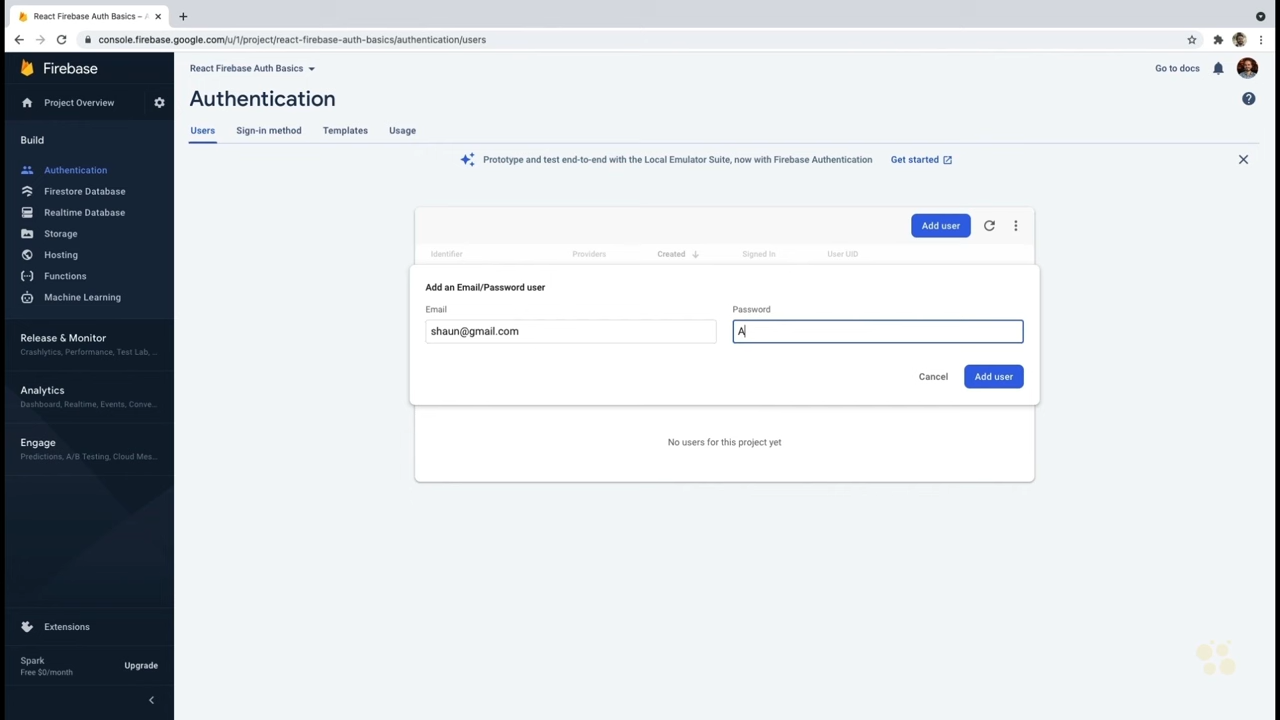 React Firebase Auth Basics – A
console.firebase.google.com/u/1/project/react-firebase-auth-basics/authentication/users
Firebase
Project Overview
Build
Authentication
Firestore Database
Realtime Database
Storage
Hosting
Functions
Machine Learning
Release & Monitor
Crashlytics, Performance, Test Lab, ...
Analytics
Dashboard, Realtime, Events, Conve...
Engage
Predictions, A/B Testing, Cloud Mes...
Extensions
Spark
Free $0/month
Upgrade
React Firebase Auth Basics
Go to docs
Authentication
Users Sign-in method Templates Usage
Prototype and test end-to-end with the Local Emulator Suite, now with Firebase Authentication Get started
Add user
Identifier Providers Created Signed In User UID
Add an Email/Password user
Email Password
shaun@gmail.com A
Cancel Add user
No users for this project yet